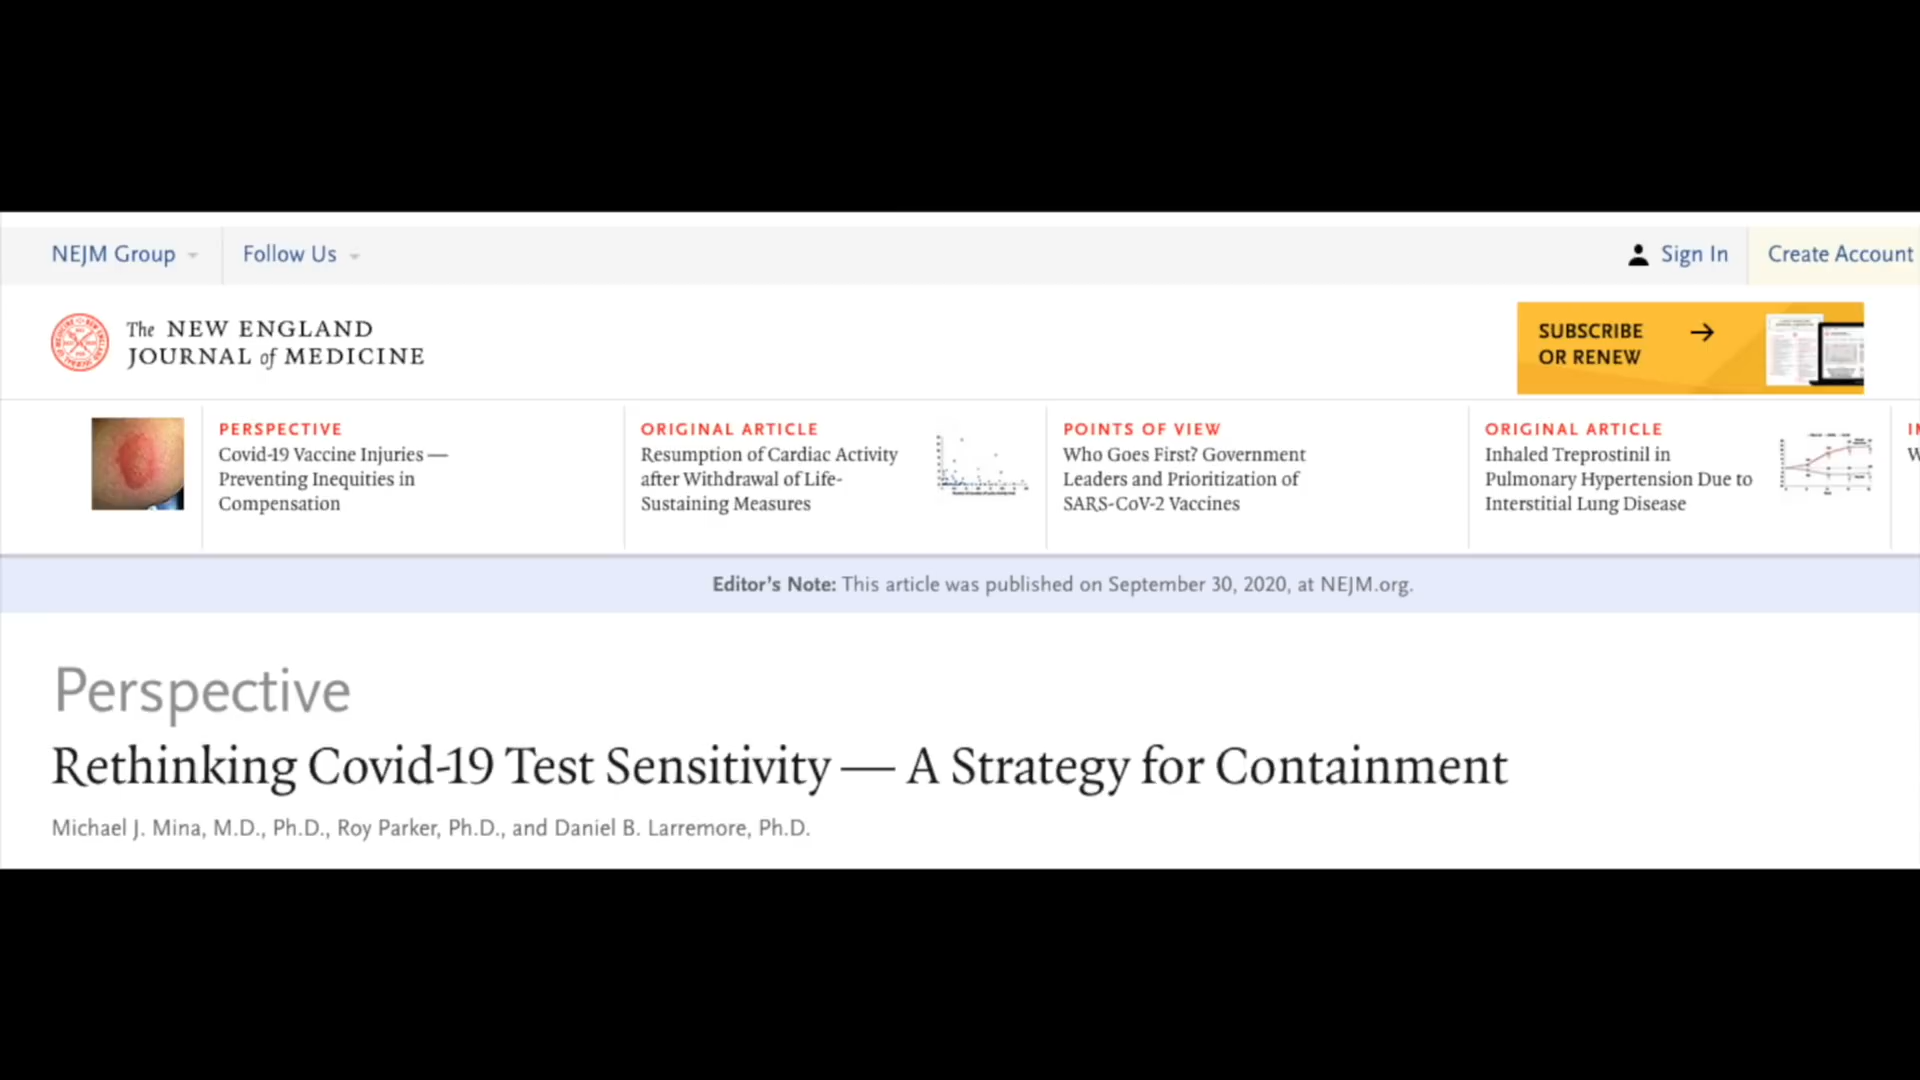 NEJM Group
Follow Us
Sign In
Create Account
The NEW ENGLAND
JOURNAL of MEDICINE
SUBSCRIBE
OR RENEW
PERSPECTIVE
Covid-19 Vaccine Injuries —
Preventing Inequities in
Compensation
ORIGINAL ARTICLE
Resumption of Cardiac Activity
after Withdrawal of Life-
Sustaining Measures
POINTS OF VIEW
Who Goes First? Government
Leaders and Prioritization of
SARS-CoV-2 Vaccines
ORIGINAL ARTICLE
Inhaled Treprostinil in
Pulmonary Hypertension Due to
Interstitial Lung Disease
Editor's Note: This article was published on September 30, 2020, at NEJM.org.
Perspective
Rethinking Covid-19 Test Sensitivity — A Strategy for Containment
Michael J. Mina, M.D., Ph.D., Roy Parker, Ph.D., and Daniel B. Larremore, Ph.D.